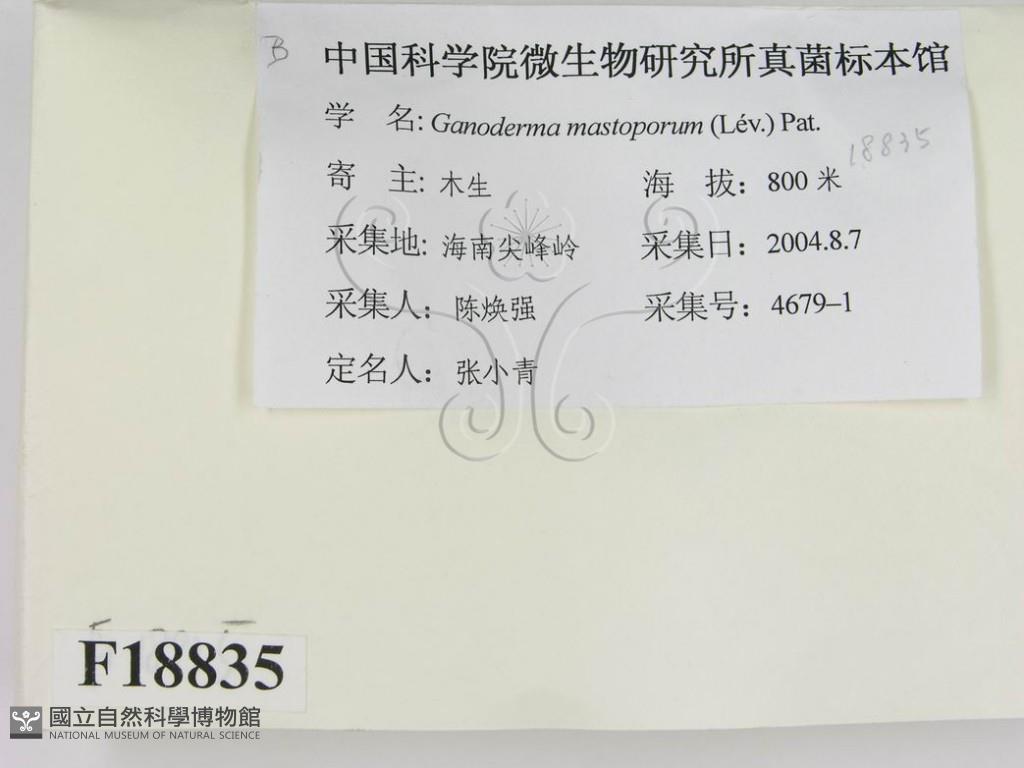 B
中国科学院微生物研究所真菌标本馆
学 名: Ganoderma mastoporum (Lév.) Pat.
18835
寄 主: 木生 海 拔: 800 米
采集地: 海南尖峰岭 采集日: 2004.8.7
采集人: 陈焕强 采集号: 4679–1
定名人: 张小青
F18835
國立自然科學博物館
NATIONAL MUSEUM OF NATURAL SCIENCE